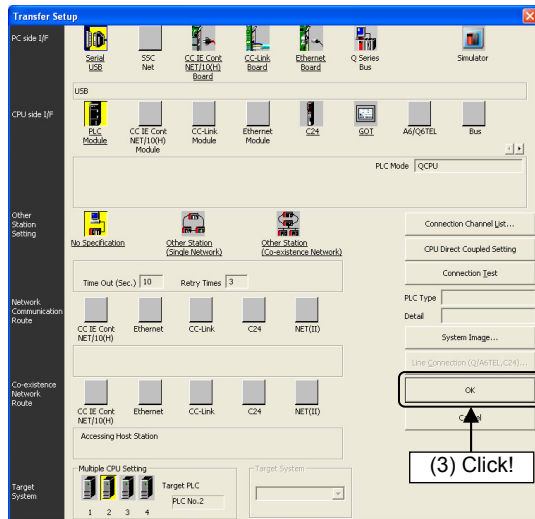 Transfer Setup
PC side I/F
Serial USB
SSC Net
CC IE Cont NET/10(H) Board
CC-Link Board
Ethernet Board
Q Series Bus
Simulator
USB
CPU side I/F
PLC Module
CC IE Cont NET/10(H) Module
CC-Link Module
Ethernet Module
C24
GOT
A6/Q6TEL
Bus
PLC Mode QCPU
Other Station Setting
No Specification
Other Station (Single Network)
Other Station (Co-existence Network)
Time Out (Sec.) 10 Retry Times 3
Connection Channel List...
CPU Direct Coupled Setting
Connection Test
PLC Type
Detail
System Image...
Line Connection (Q/A6TEL,C24)...
OK
(3) Click!
Network Communication Route
CC IE Cont NET/10(H)
Ethernet
CC-Link
C24
NET(II)
Co-existence Network Route
CC IE Cont NET/10(H)
Ethernet
CC-Link
C24
NET(II)
Accessing Host Station
Target System
Multiple CPU Setting
1 2 3 4
Target PLC
PLC No.2
Target System